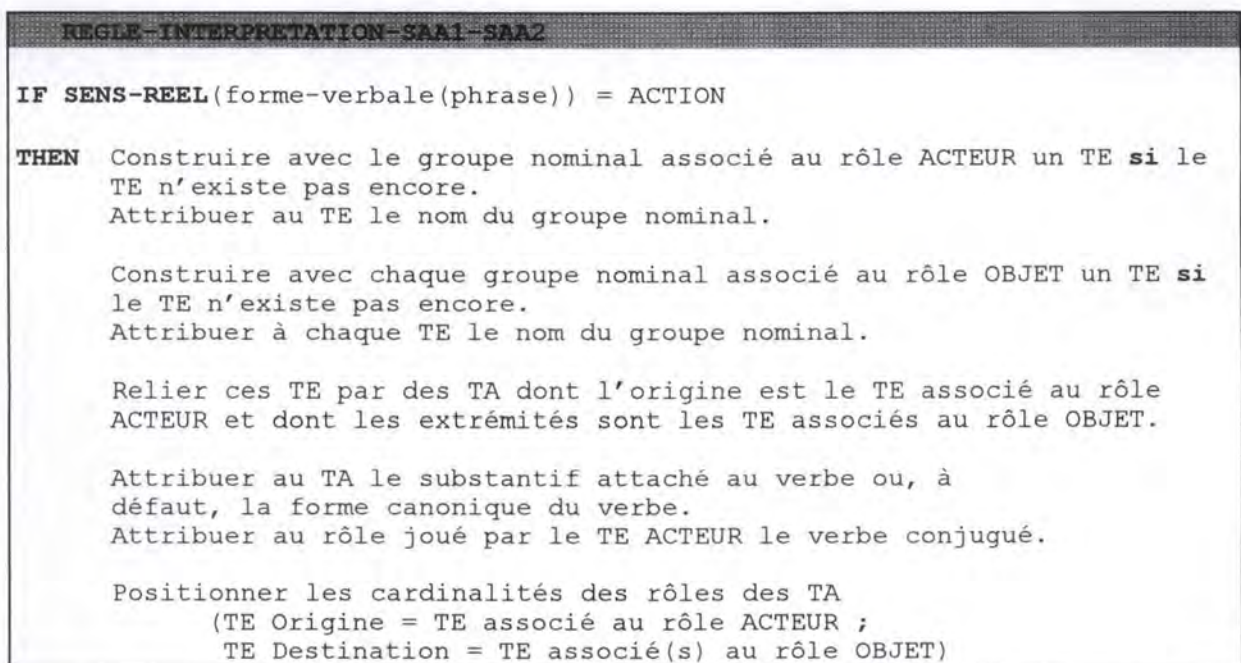 REGLE-INTERPRETATION-SAA1-SAA2
IF SENS-REEL(forme-verbale(phrase)) = ACTION
THEN Construire avec le groupe nominal associé au rôle ACTEUR un TE si le
TE n'existe pas encore.
Attribuer au TE le nom du groupe nominal.
Construire avec chaque groupe nominal associé au rôle OBJET un TE si
le TE n'existe pas encore.
Attribuer à chaque TE le nom du groupe nominal.
Relier ces TE par des TA dont l'origine est le TE associé au rôle
ACTEUR et dont les extrémités sont les TE associés au rôle OBJET.
Attribuer au TA le substantif attaché au verbe ou, à
défaut, la forme canonique du verbe.
Attribuer au rôle joué par le TE ACTEUR le verbe conjugué.
Positionner les cardinalités des rôles des TA
(TE Origine = TE associé au rôle ACTEUR ;
TE Destination = TE associé(s) au rôle OBJET)